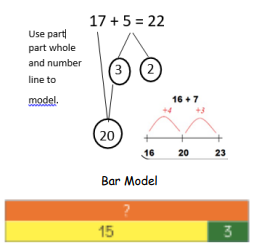 17 + 5 = 22
Use part
part whole
and number
line to
model.
3
2
20
16 + 7
+4
+3
16
20
23
Bar Model
?
15
3